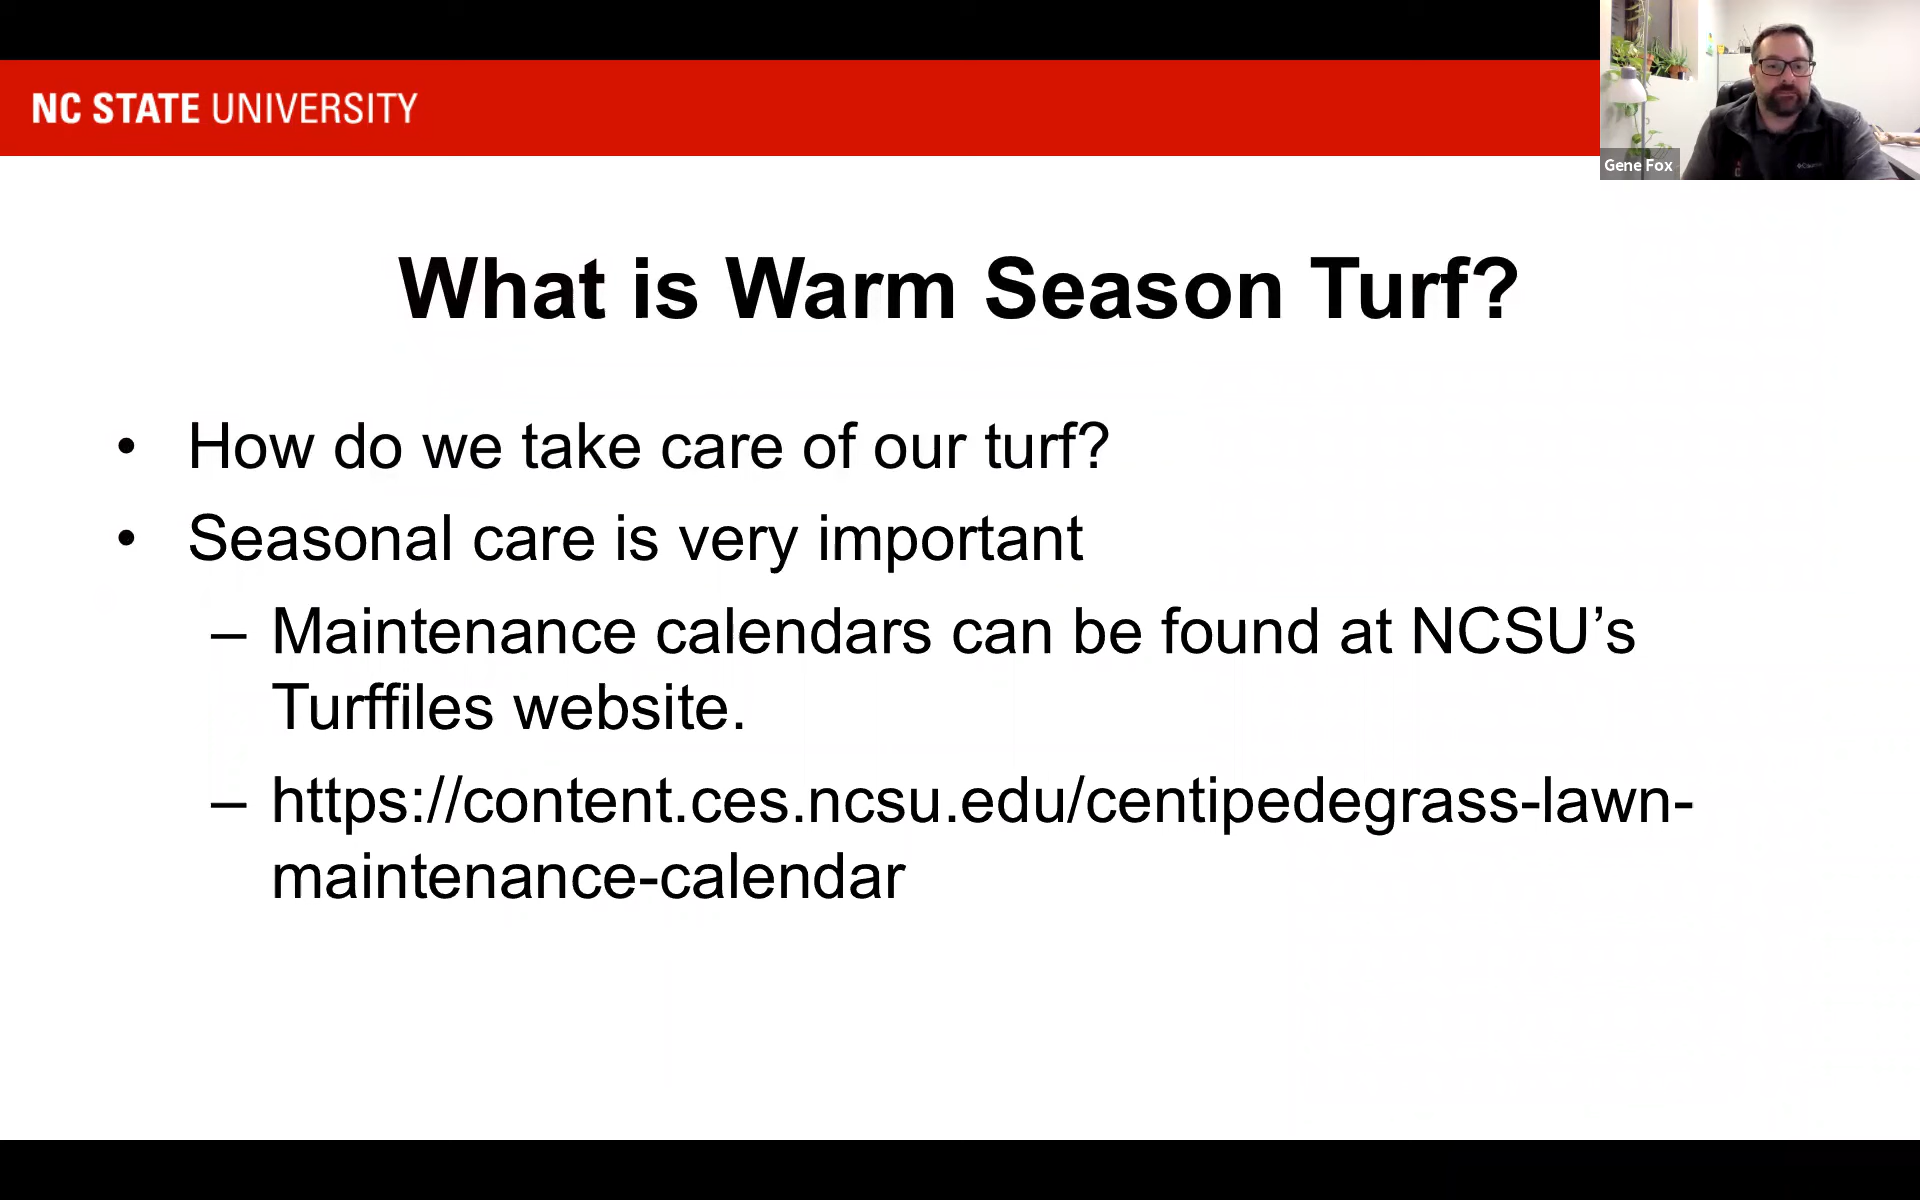 NC STATE UNIVERSITY
Gene Fox
What is Warm Season Turf?
• How do we take care of our turf?
• Seasonal care is very important
– Maintenance calendars can be found at NCSU’s
Turffiles website.
– https://content.ces.ncsu.edu/centipedegrass-lawn-
maintenance-calendar